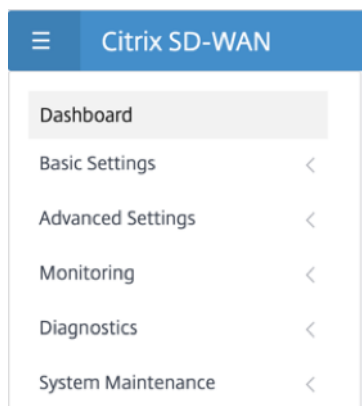 Citrix SD-WAN
Dashboard
Basic Settings
Advanced Settings
Monitoring
Diagnostics
System Maintenance